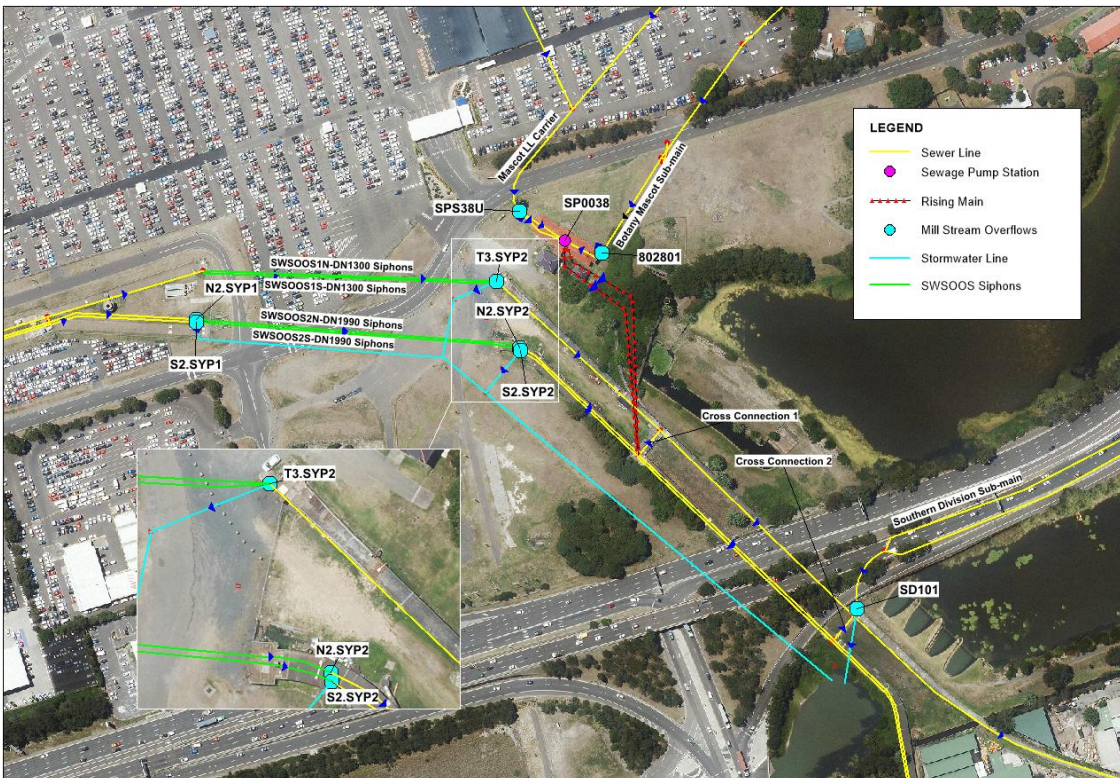 Mascot LL Carrier
Botany Mascot Sub-main
SPS38U
SP0038
802801
T3.SYP2
SWSOOS1N-DN1300 Siphons
SWSOOS1S-DN1300 Siphons
N2.SYP1
SWSOOS2N-DN1990 Siphons
SWSOOS2S-DN1990 Siphons
N2.SYP2
S2.SYP1
S2.SYP2
Cross Connection 1
Cross Connection 2
Southern Division Sub-main
SD101
T3.SYP2
N2.SYP2
S2.SYP2
LEGEND
Sewer Line
Sewage Pump Station
Rising Main
Mill Stream Overflows
Stormwater Line
SWSOOS Siphons